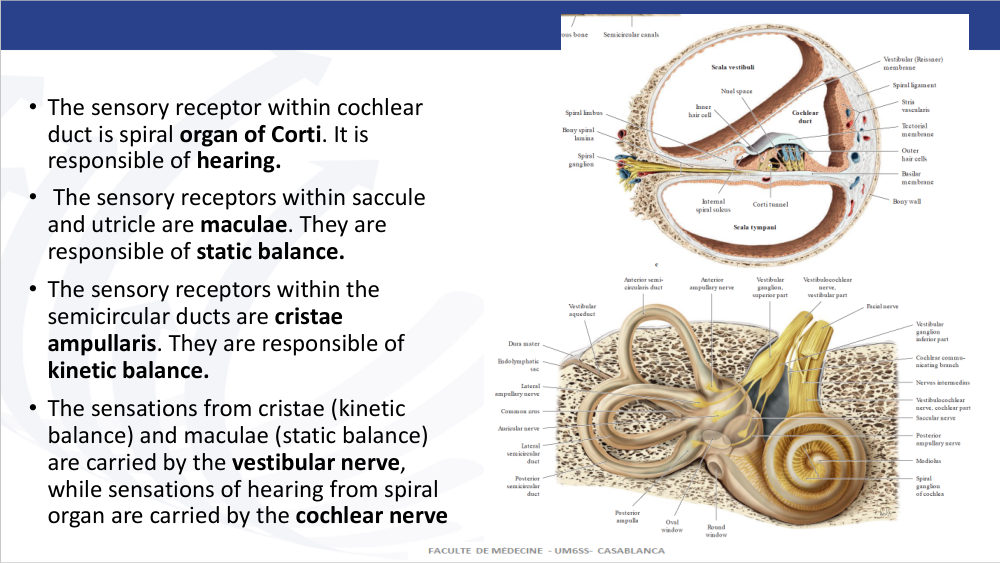 • The sensory receptor within cochlear
duct is spiral organ of Corti. It is
responsible of hearing.
• The sensory receptors within saccule
and utricle are maculae. They are
responsible of static balance.
• The sensory receptors within the
semicircular ducts are cristae
ampullaris. They are responsible of
kinetic balance.
• The sensations from cristae (kinetic
balance) and maculae (static balance)
are carried by the vestibular nerve,
while sensations of hearing from spiral
organ are carried by the cochlear nerve
ous bone
Semicircular canals
Scala vestibuli
Vestibular (Reissner)
membrane
Spiral ligament
Nuel space
Stria
vascularis
Inner
hair cell
Cochlear
duct
Spiral limbus
Tectorial
membrane
Bony spiral
lamina
Outer
hair cells
Spiral
ganglion
Basilar
membrane
Internal
spiral sulcus
Corti tunnel
Bony wall
Scala tympani
e
Anterior semi-
circularis duct
Anterior
ampullary nerve
Vestibular
ganglion,
superior part
Vestibulocochlear
nerve,
vestibular part
Vestibular
aqueduct
Facial nerve
Vestibular
ganglion
inferior part
Dura mater
Endolymphatic
sac
Cochlear commu-
nicating branch
Lateral
ampullary nerve
Nervus intermedius
Common crus
Vestibulocochlear
nerve, cochlear part
Auricular nerve
Saccular nerve
Lateral
semicircular
duct
Posterior
ampullary nerve
Modiolus
Posterior
semicircular
duct
Spiral
ganglion
of cochlea
Posterior
ampulla
Oval
window
Round
window
FACULTE DE MÉDECINE - UM6SS- CASABLANCA